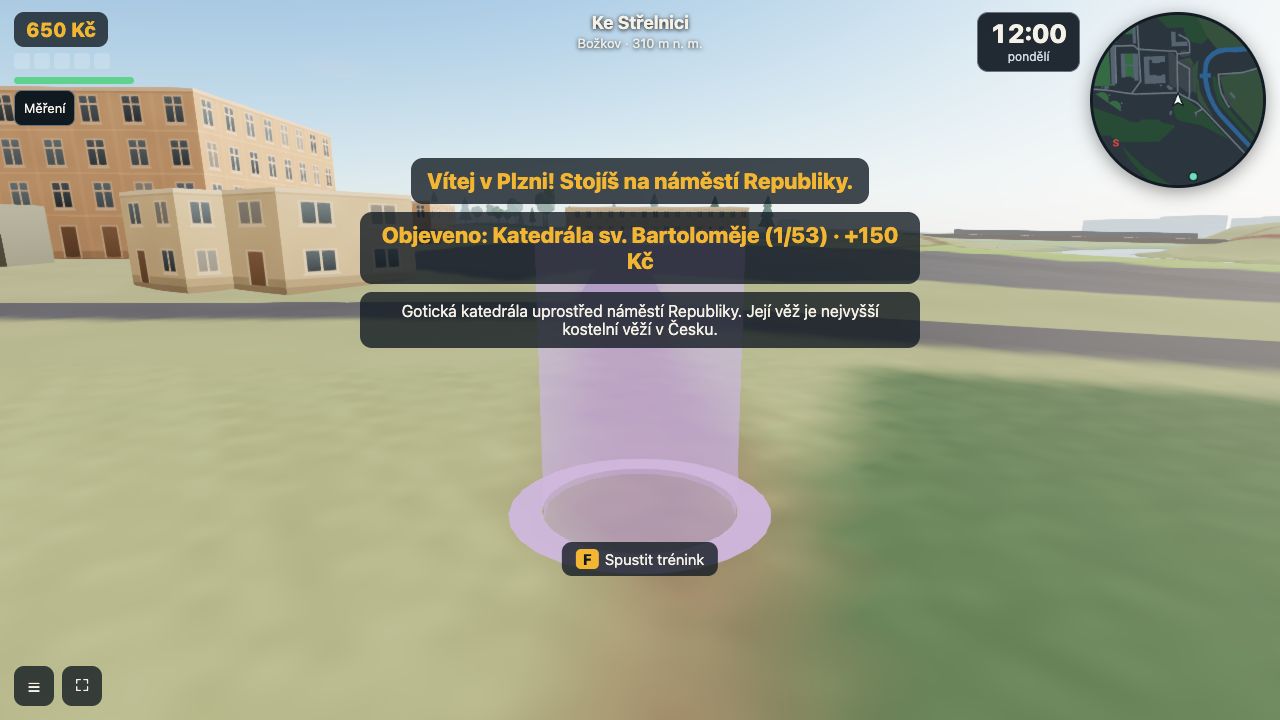 650 Kč
Měření
Ke Střelnici
Božkov · 310 m n. m.
12:00
pondělí
S
Vítej v Plzni! Stojíš na náměstí Republiky.
Objeveno: Katedrála sv. Bartoloměje (1/53) · +150
Kč
Gotická katedrála uprostřed náměstí Republiky. Její věž je nejvyšší
kostelní věží v Česku.
F Spustit trénink